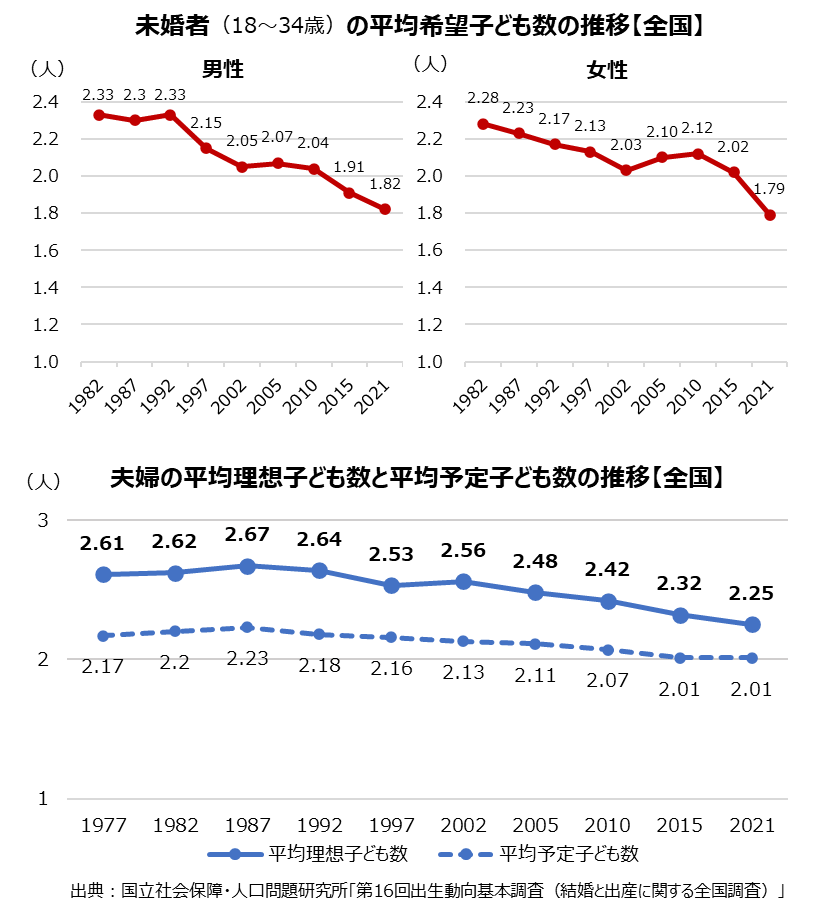 未婚者（18～34歳）の平均希望子ども数の推移【全国】
（人） 男性
2.4
2.2
2.0
1.8
1.6
1.4
1.2
1.0
2.33 2.3 2.33 2.15 2.05 2.07 2.04 1.91 1.82
1982 1987 1992 1997 2002 2005 2010 2015 2021
（人） 女性
2.4
2.2
2.0
1.8
1.6
1.4
1.2
1.0
2.28 2.23 2.17 2.13 2.03 2.10 2.12 2.02 1.79
1982 1987 1992 1997 2002 2005 2010 2015 2021
（人） 夫婦の平均理想子ども数と平均予定子ども数の推移【全国】
3
2.61 2.62 2.67 2.64 2.53 2.56 2.48 2.42 2.32 2.25
2
2.17 2.2 2.23 2.18 2.16 2.13 2.11 2.07 2.01 2.01
1
1977 1982 1987 1992 1997 2002 2005 2010 2015 2021
平均理想子ども数 平均予定子ども数
出典：国立社会保障・人口問題研究所「第16回出生動向基本調査（結婚と出産に関する全国調査）」